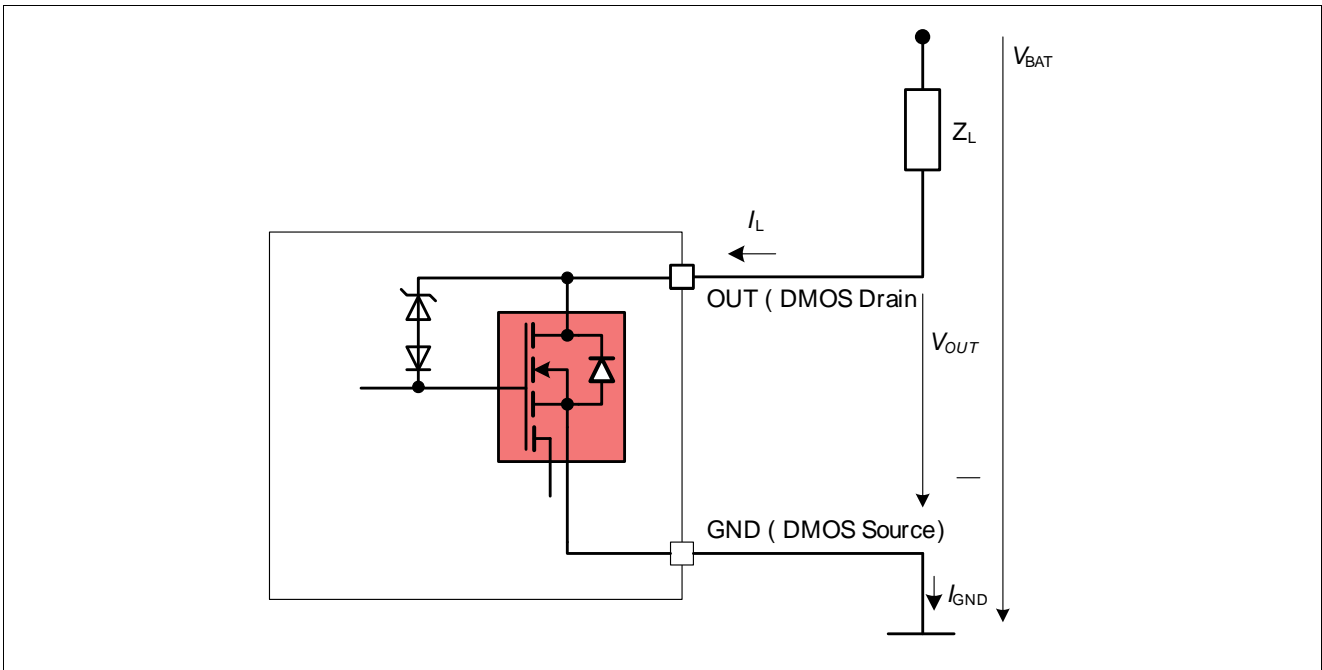 V_BAT
Z_L
I_L
OUT ( DMOS Drain
V_OUT
GND ( DMOS Source)
I_GND